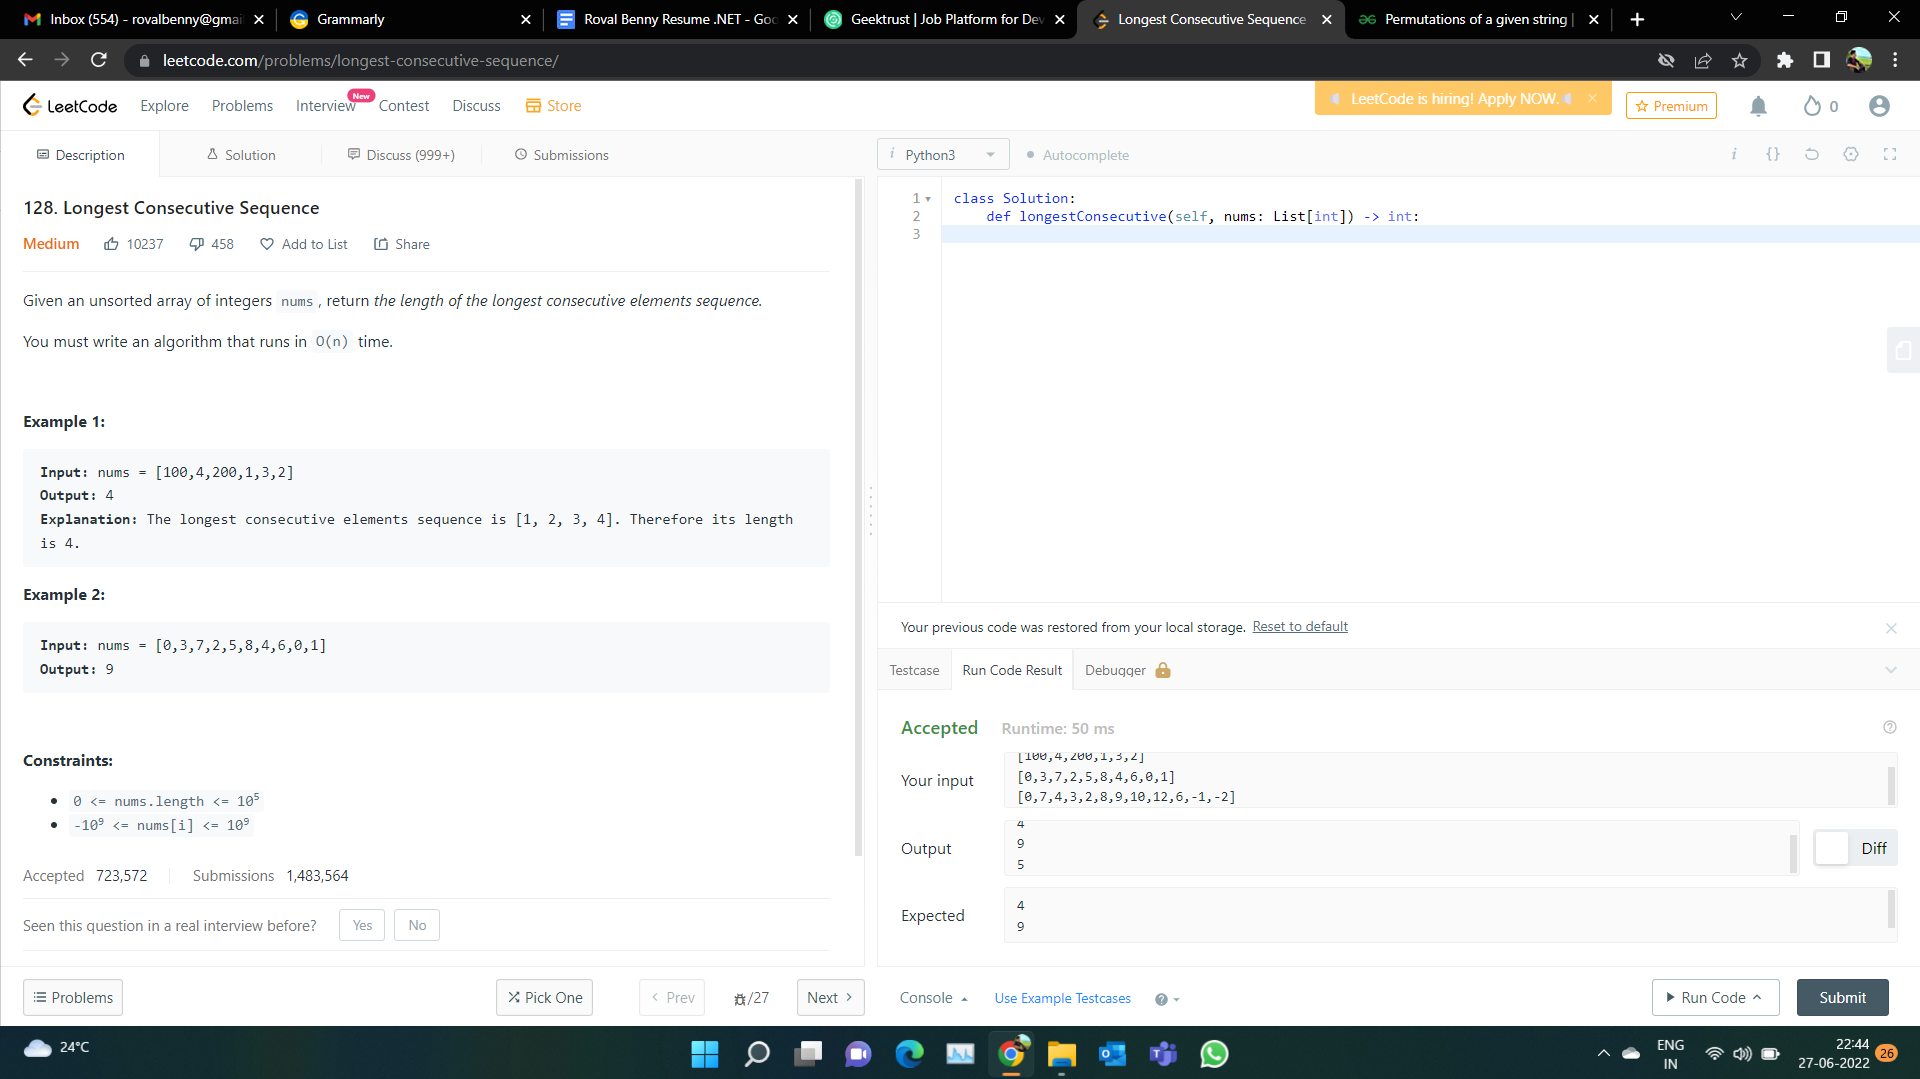 Inbox (554) - rovalbenny@gmai
Grammarly
Roval Benny Resume .NET - Goo
Geektrust | Job Platform for Dev
Longest Consecutive Sequence
Permutations of a given string |
leetcode.com/problems/longest-consecutive-sequence/
LeetCode
Explore
Problems
Interview
New
Contest
Discuss
Store
LeetCode is hiring! Apply NOW.
Premium
0
Description
Solution
Discuss (999+)
Submissions
128. Longest Consecutive Sequence
Medium
10237
458
Add to List
Share
Given an unsorted array of integers nums, return the length of the longest consecutive elements sequence.
You must write an algorithm that runs in O(n) time.
Example 1:
Input: nums = [100,4,200,1,3,2]
Output: 4
Explanation: The longest consecutive elements sequence is [1, 2, 3, 4]. Therefore its length
is 4.
Example 2:
Input: nums = [0,3,7,2,5,8,4,6,0,1]
Output: 9
Constraints:
• 0 <= nums.length <= 10⁵
• -10⁹ <= nums[i] <= 10⁹
Accepted 723,572
Submissions 1,483,564
Seen this question in a real interview before?
Yes
No
Problems
Pick One
Prev
/27
Next
i Python3
Autocomplete
i
{}
1
2
3
class Solution:
def longestConsecutive(self, nums: List[int]) -> int:
Your previous code was restored from your local storage. Reset to default
Testcase
Run Code Result
Debugger
Accepted
Runtime: 50 ms
Your input
[100,4,200,1,3,2]
[0,3,7,2,5,8,4,6,0,1]
[0,7,4,3,2,8,9,10,12,6,-1,-2]
Output
4
9
5
Diff
Expected
4
9
Console
Use Example Testcases
Run Code
Submit
24°C
ENG
IN
22:44
27-06-2022
26